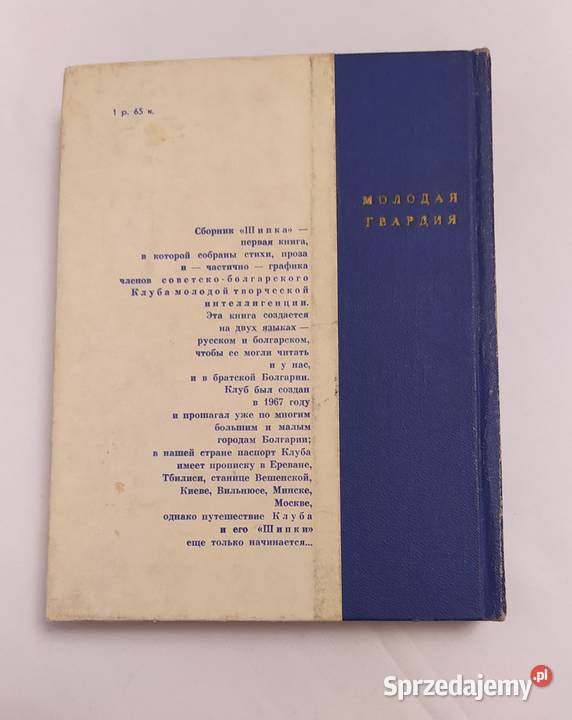 1 р. 65 к.
МОЛОДАЯ
ГВАРДИЯ
Сборник «Шипка» —
первая книга,
в которой собраны стихи, проза
и — частично — графика
членов советско-болгарского
Клуба молодой творческой
интеллигенции.
Эта книга создается
на двух языках —
русском и болгарском,
чтобы ее могли читать
и у нас,
и в братской Болгарии.
Клуб был создан
в 1967 году
и прошагал уже по многим
большим и малым
городам Болгарии;
в нашей стране паспорт Клуба
имеет прописку в Ереване,
Тбилиси, станице Вешенской,
Киеве, Вильнюсе, Минске,
Москве,
однако путешествие Клуба
и его «Шипки»
еще только начинается...
Sprzedajemy.pl